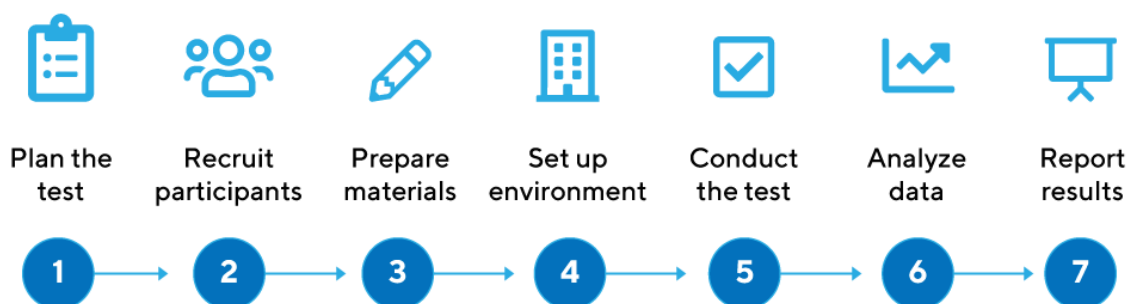 Plan the
test
Recruit
participants
Prepare
materials
Set up
environment
Conduct
the test
Analyze
data
Report
results
1
2
3
4
5
6
7